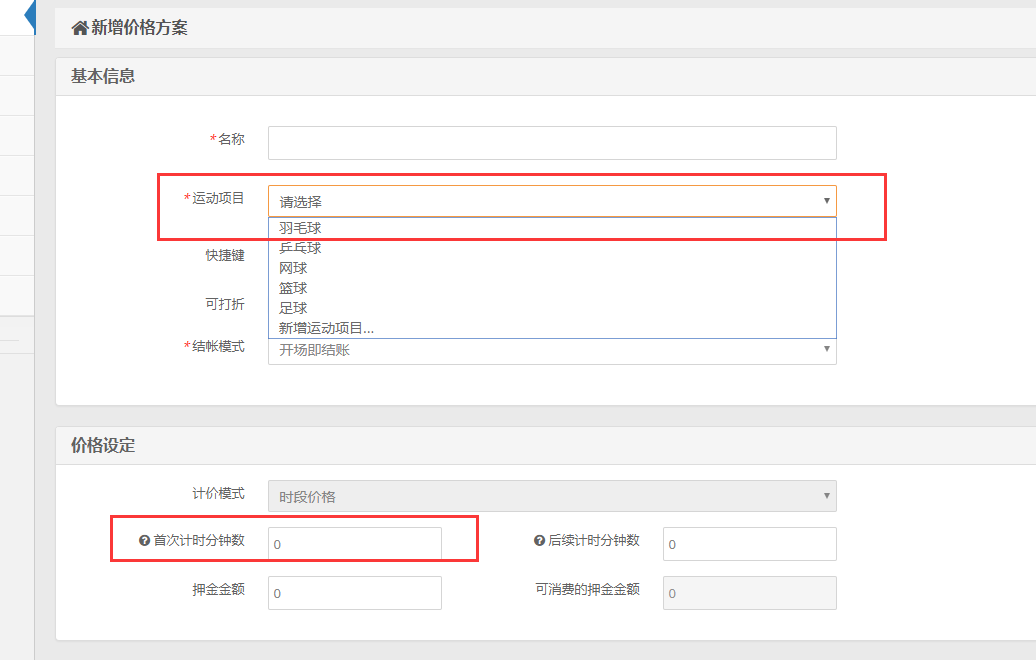 新增价格方案
基本信息
*名称
*运动项目 请选择
羽毛球
乒乓球
快捷键
网球
篮球
可打折
足球
新增运动项目...
*结帐模式 开场即结账
价格设定
计价模式 时段价格
首次计时分钟数 0 后续计时分钟数 0
押金金额 0 可消费的押金金额 0